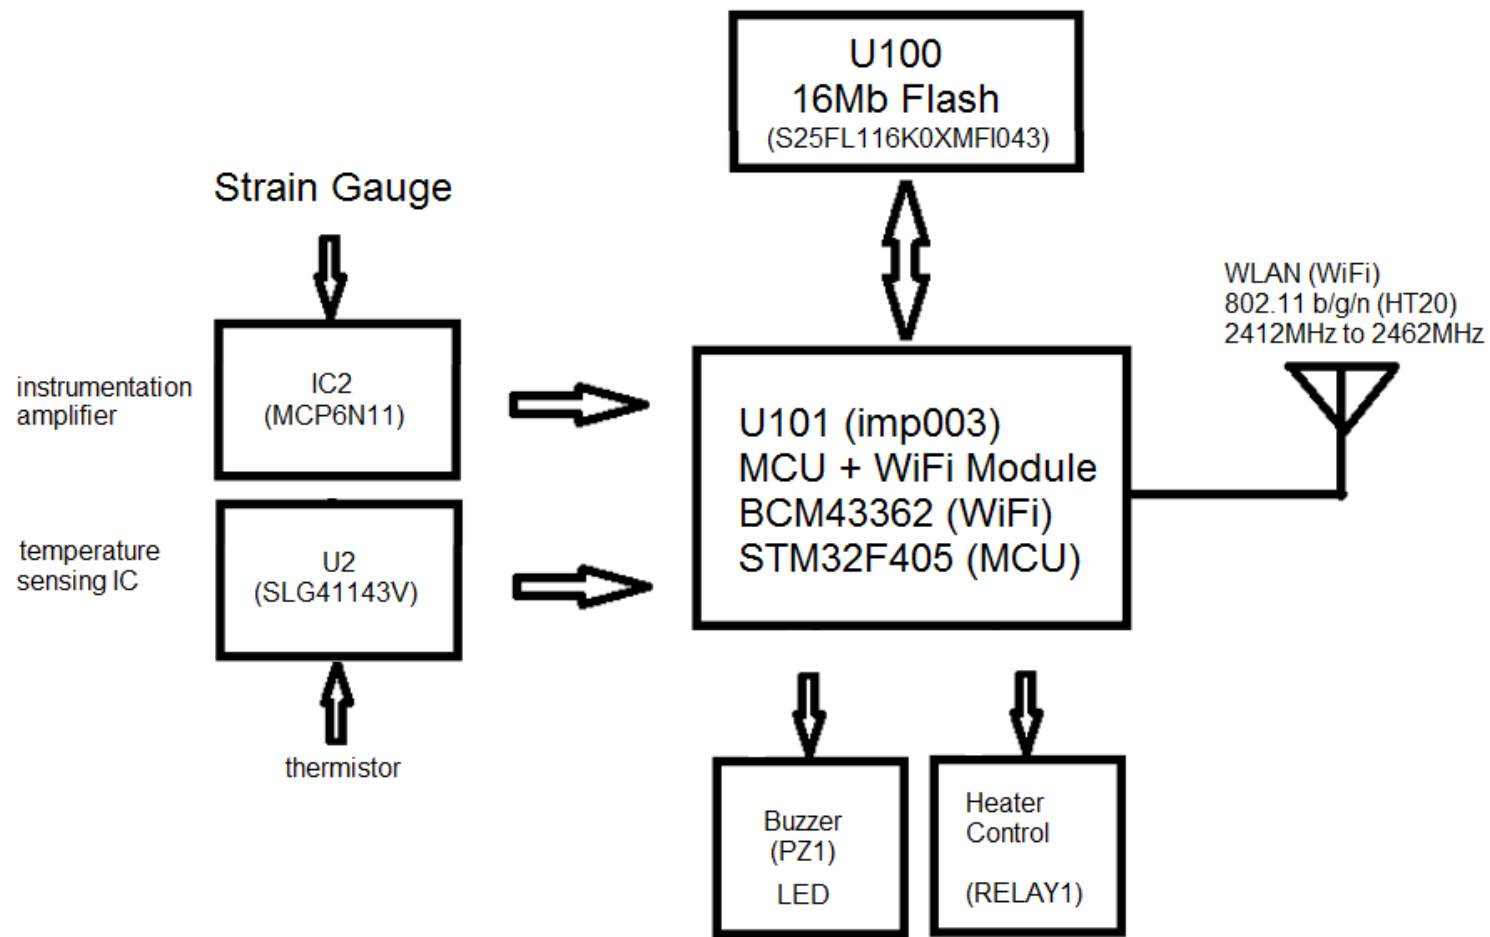 U100
16Mb Flash
(S25FL116K0XMFI043)
Strain Gauge
WLAN (WiFi)
802.11 b/g/n (HT20)
2412MHz to 2462MHz
instrumentation
amplifier
IC2
(MCP6N11)
U101 (imp003)
MCU + WiFi Module
BCM43362 (WiFi)
STM32F405 (MCU)
temperature
sensing IC
U2
(SLG41143V)
thermistor
Buzzer
(PZ1)
LED
Heater
Control
(RELAY1)